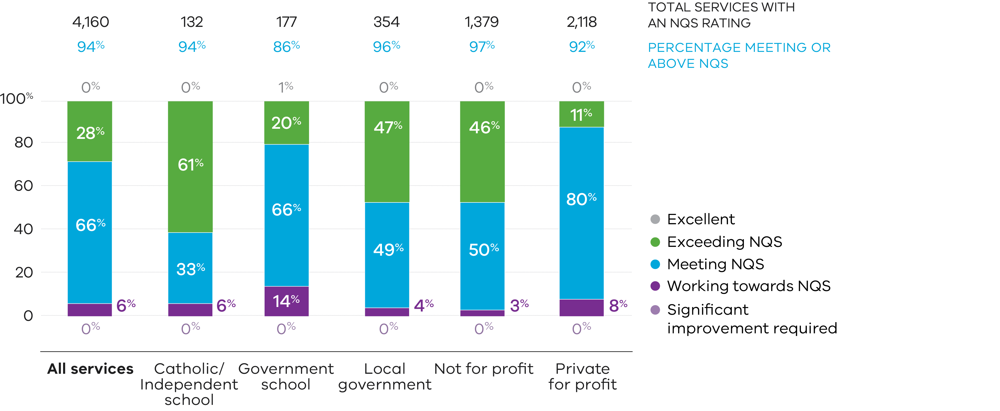 4,160 132 177 354 1,379 2,118 TOTAL SERVICES WITH
AN NQS RATING
94% 94% 86% 96% 97% 92% PERCENTAGE MEETING OR
ABOVE NQS
0% 0% 1% 0% 0% 0%
100%
28% 61% 20% 47% 46% 11%
80
60
66% 33% 66% 49% 50% 80%
40
20
6% 6% 14% 4% 3% 8%
0
0% 0% 0% 0% 0% 0%
Excellent
Exceeding NQS
Meeting NQS
Working towards NQS
Significant
improvement required
All services
Catholic/
Independent
school
Government
school
Local
government
Not for profit
Private
for profit